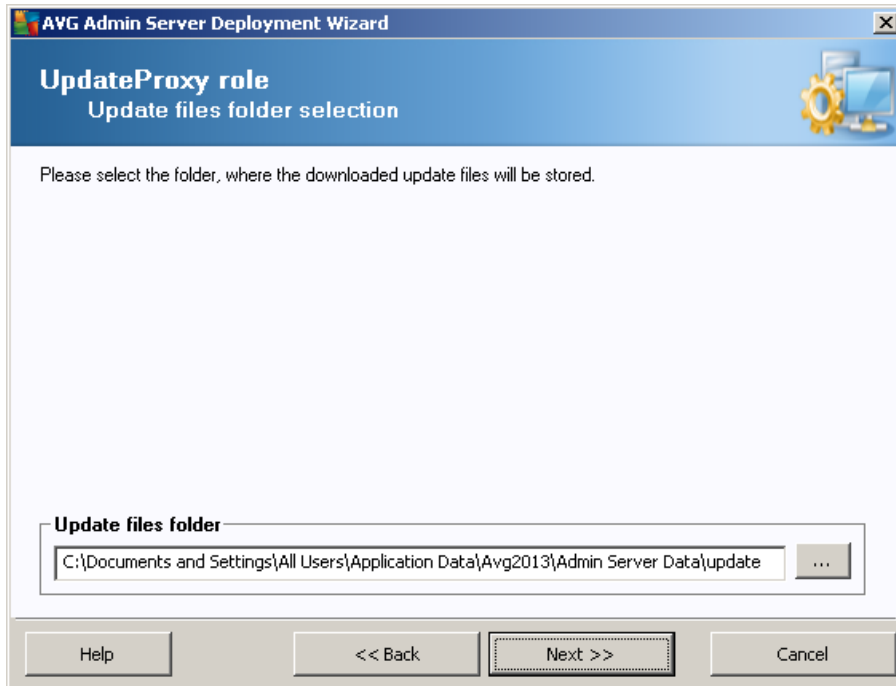 AVG Admin Server Deployment Wizard
UpdateProxy role
Update files folder selection
Please select the folder, where the downloaded update files will be stored.
Update files folder
C:\Documents and Settings\All Users\Application Data\Avg2013\Admin Server Data\update
...
Help
<< Back
Next >>
Cancel